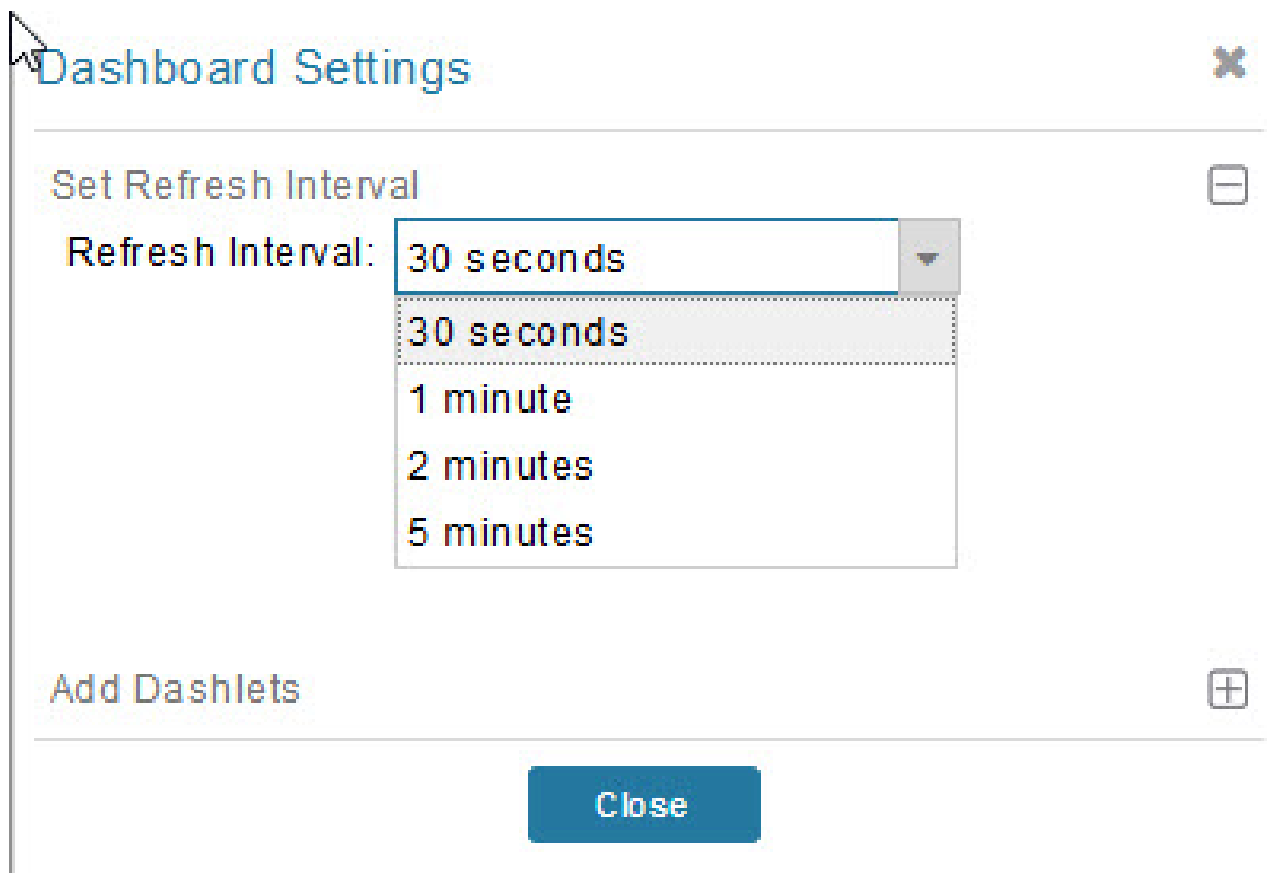 Dashboard Settings
Set Refresh Interval
Refresh Interval: 30 seconds
30 seconds
1 minute
2 minutes
5 minutes
Add Dashlets
Close